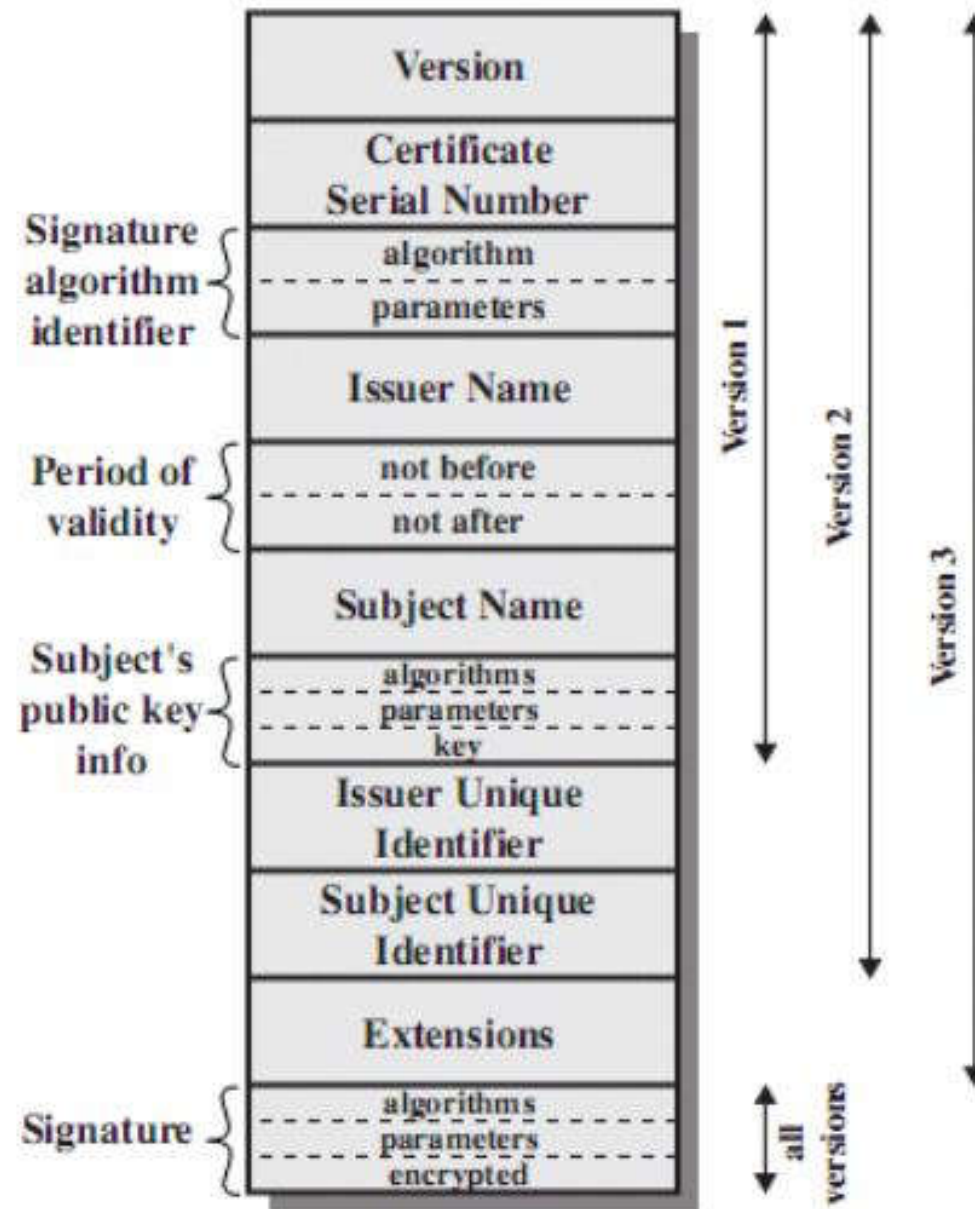 Version
Certificate
Serial Number
Signature
algorithm
identifier
algorithm
parameters
Issuer Name
Period of
validity
not before
not after
Subject Name
Subject's
public key
info
algorithms
parameters
key
Issuer Unique
Identifier
Subject Unique
Identifier
Extensions
Signature
algorithms
parameters
encrypted
Version 1
Version 2
Version 3
all
versions